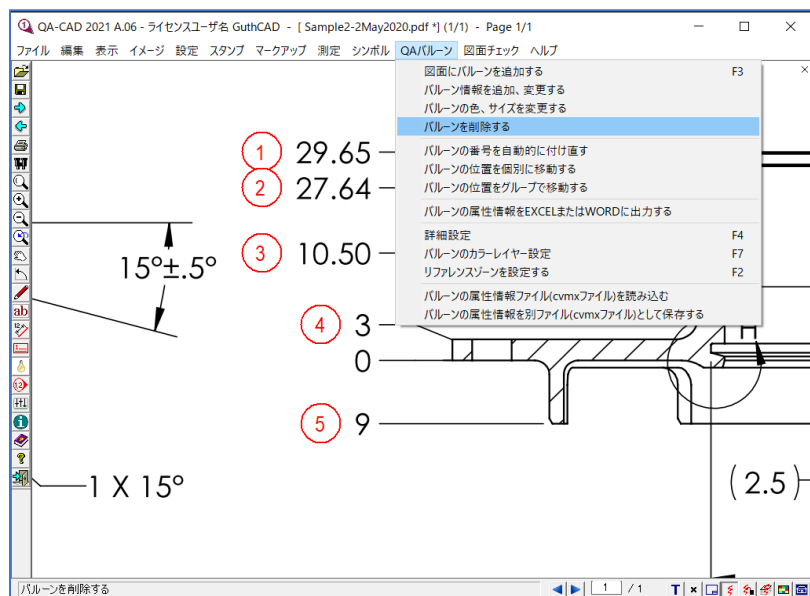 QA-CAD 2021 A.06 - ライセンスユーザ名 GuthCAD - [ Sample2-2May2020.pdf *] (1/1) - Page 1/1
ファイル 編集 表示 イメージ 設定 スタンプ マークアップ 測定 シンボル QAバルーン 図面チェック ヘルプ
図面にバルーンを追加する F3
バルーン情報を追加、変更する
バルーンの色、サイズを変更する
バルーンを削除する
バルーンの番号を自動的に付け直す
バルーンの位置を個別に移動する
バルーンの位置をグループで移動する
バルーンの属性情報をEXCELまたはWORDに出力する
詳細設定 F4
バルーンのカラーレイヤー設定 F7
リファレンスゾーンを設定する F2
バルーンの属性情報ファイル(cvmxファイル)を読み込む
バルーンの属性情報を別ファイル(cvmxファイル)として保存する
1 29.65
2 27.64
3 10.50
15°±.5°
4 3
0
5 9
1 X 15°
(2.5)
ab
12
バルーンを削除する
1 / 1
T